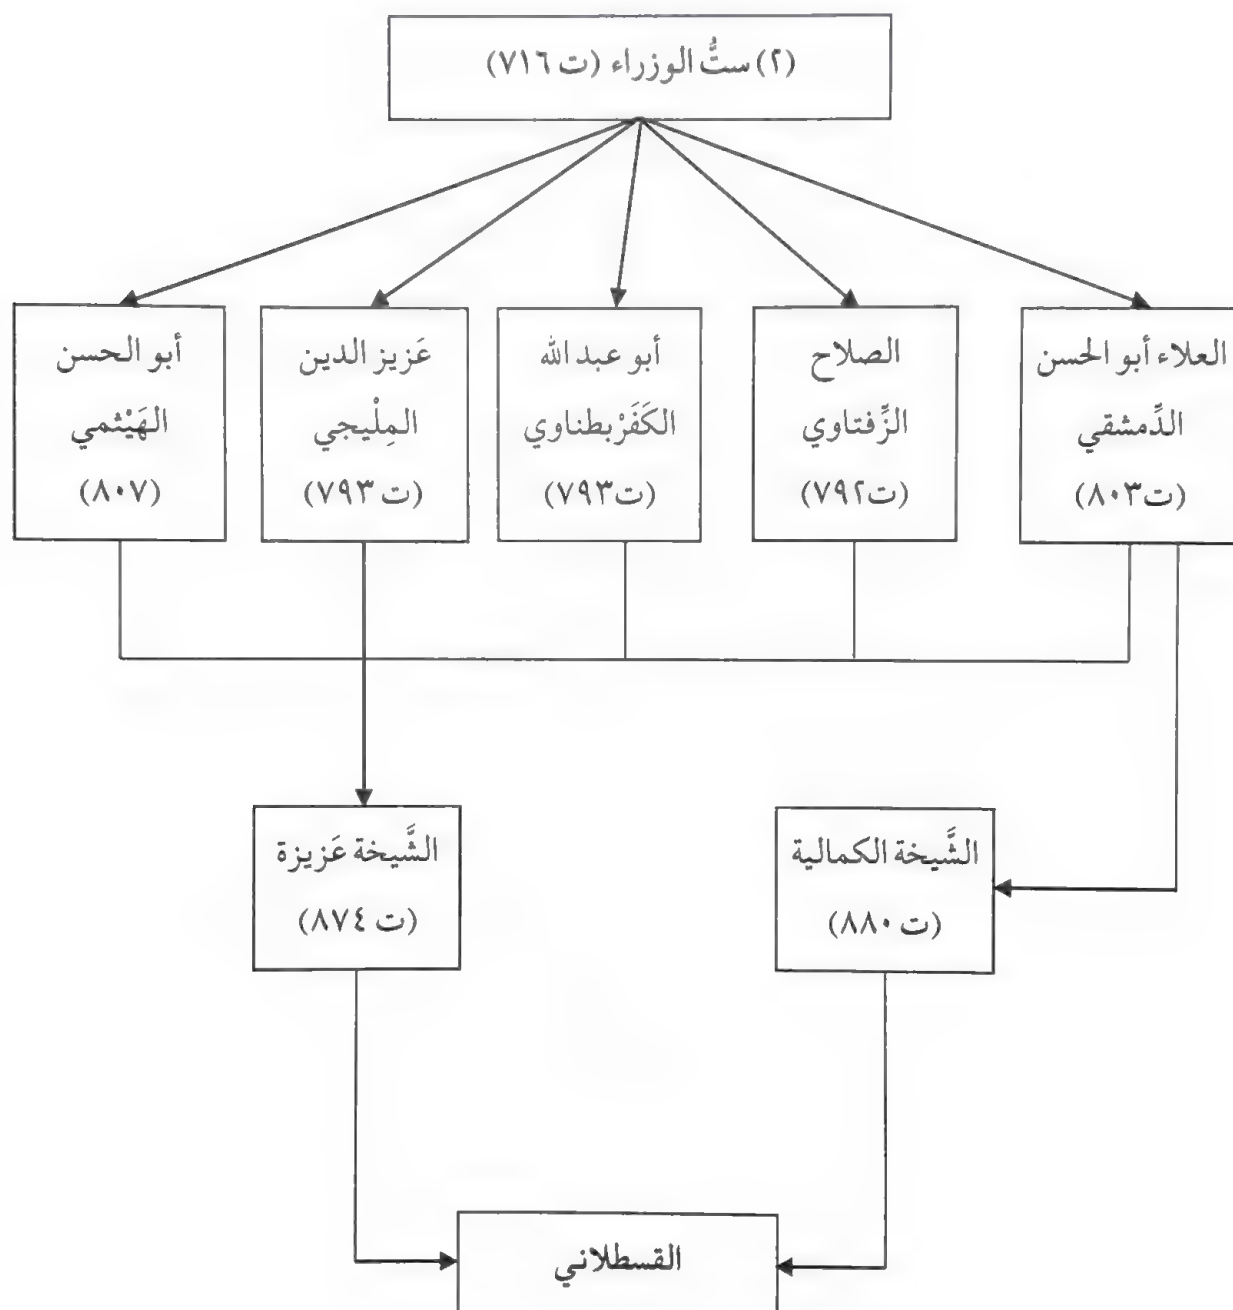 (٢) ستُّ الوزراء (ت ٧١٦)
العلاء أبو الحسن
الدِّمشقي
(ت٨٠٣)
الصلاح
الزِّفتاوي
(ت٧٩٢)
أبو عبد الله
الكَفَرْبطناوي
(ت٧٩٣)
عَزيز الدين
المِلْيجي
(ت ٧٩٣)
أبو الحسن
الهَيْثمي
(٨٠٧)
الشَّيخة الكمالية
(ت ٨٨٠)
الشَّيخة عَزيزة
(ت ٨٧٤)
القسطلاني